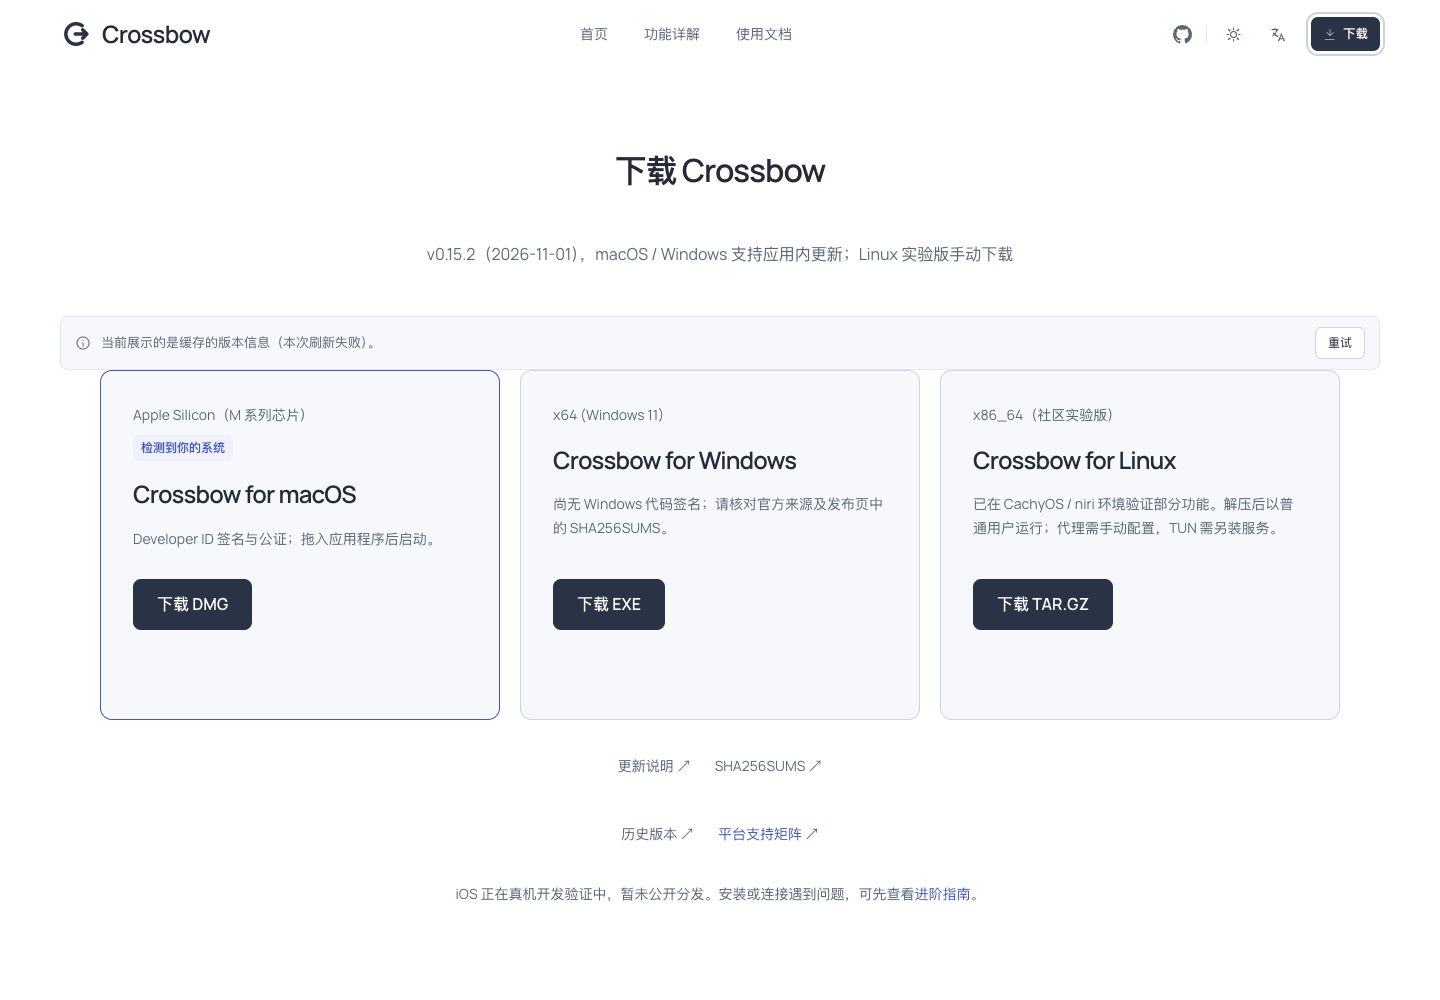 Crossbow
首页
功能详解
使用文档
下载
下载 Crossbow
v0.15.2（2026-11-01），macOS / Windows 支持应用内更新；Linux 实验版手动下载
当前展示的是缓存的版本信息（本次刷新失败）。
重试
Apple Silicon（M 系列芯片）
检测到你的系统
Crossbow for macOS
Developer ID 签名与公证；拖入应用程序后启动。
下载 DMG
x64 (Windows 11)
Crossbow for Windows
尚无 Windows 代码签名；请核对官方来源及发布页中
的 SHA256SUMS。
下载 EXE
x86_64（社区实验版）
Crossbow for Linux
已在 CachyOS / niri 环境验证部分功能。解压后以普
通用户运行；代理需手动配置，TUN 需另装服务。
下载 TAR.GZ
更新说明 ↗
SHA256SUMS ↗
历史版本 ↗
平台支持矩阵 ↗
iOS 正在真机开发验证中，暂未公开分发。安装或连接遇到问题，可先查看进阶指南。